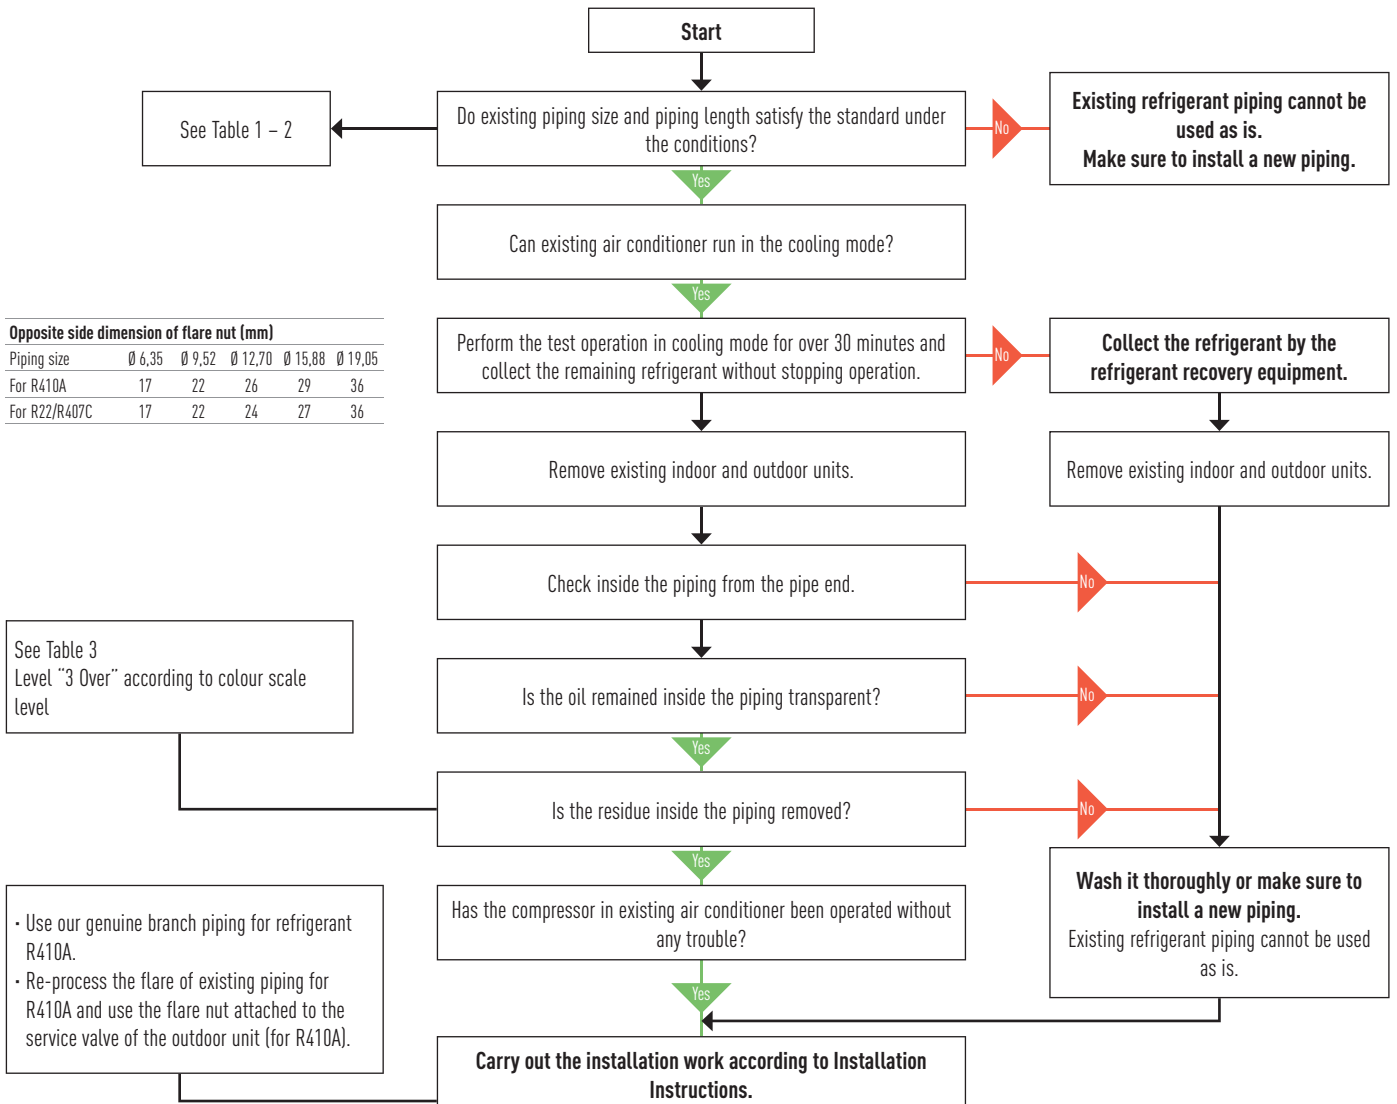 Start
See Table 1 – 2
Do existing piping size and piping length satisfy the standard under
the conditions?
No
Existing refrigerant piping cannot be
used as is.
Make sure to install a new piping.
Yes
Can existing air conditioner run in the cooling mode?
Yes
Opposite side dimension of flare nut (mm)
Piping size Ø 6,35 Ø 9,52 Ø 12,70 Ø 15,88 Ø 19,05
For R410A 17 22 26 29 36
For R22/R407C 17 22 24 27 36
Perform the test operation in cooling mode for over 30 minutes and
collect the remaining refrigerant without stopping operation.
No
Collect the refrigerant by the
refrigerant recovery equipment.
Remove existing indoor and outdoor units.
Remove existing indoor and outdoor units.
Check inside the piping from the pipe end.
No
See Table 3
Level “3 Over” according to colour scale
level
Is the oil remained inside the piping transparent?
No
Yes
Is the residue inside the piping removed?
No
Yes
• Use our genuine branch piping for refrigerant
R410A.
• Re-process the flare of existing piping for
R410A and use the flare nut attached to the
service valve of the outdoor unit (for R410A).
Has the compressor in existing air conditioner been operated without
any trouble?
Wash it thoroughly or make sure to
install a new piping.
Existing refrigerant piping cannot be used
as is.
Yes
Carry out the installation work according to Installation
Instructions.